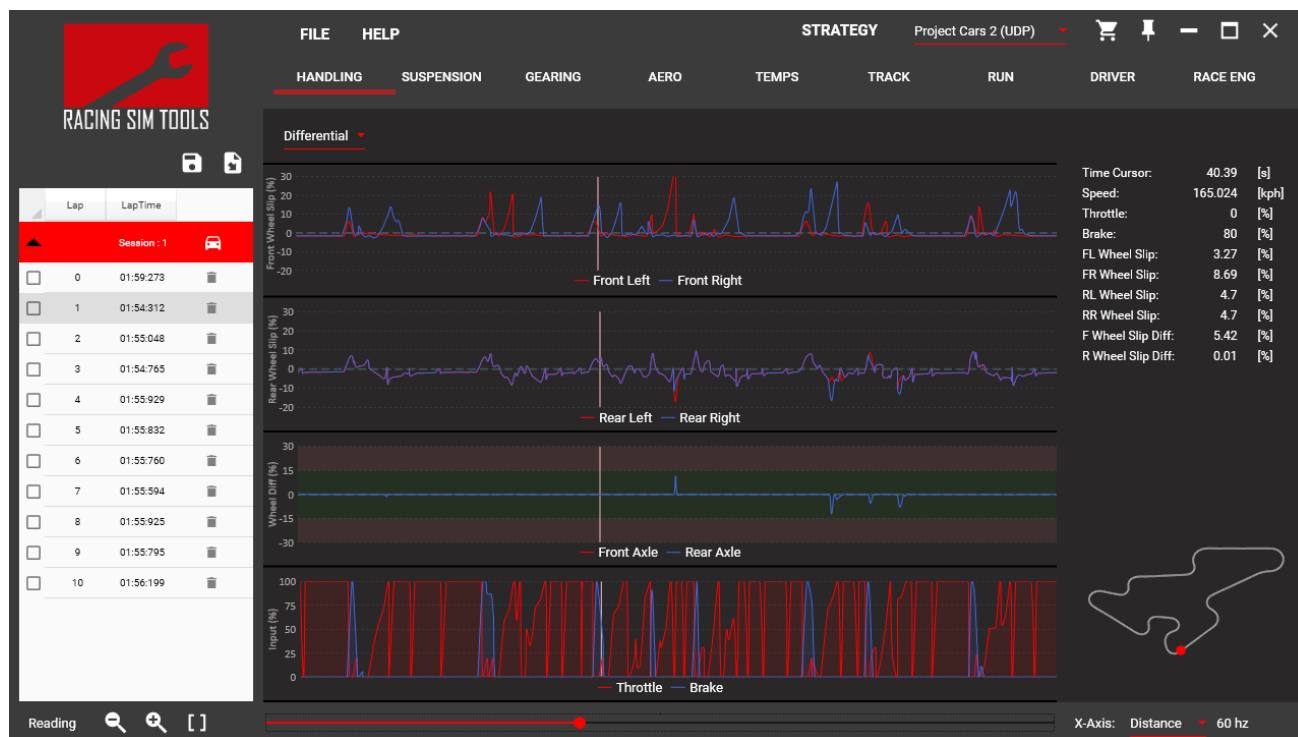 FILE HELP STRATEGY Project Cars 2 (UDP)
HANDLING SUSPENSION GEARING AERO TEMPS TRACK RUN DRIVER RACE ENG
RACING SIM TOOLS
Differential
Lap LapTime
Session : 1
0 01:59:273
1 01:54:312
2 01:55:048
3 01:54:765
4 01:55:929
5 01:55:832
6 01:55:760
7 01:55:594
8 01:55:925
9 01:55:795
10 01:56:199
Front Wheel Slip (%)
30
20
10
0
-10
-20
Front Left Front Right
Rear Wheel Slip (%)
30
20
10
0
-10
-20
Rear Left Rear Right
Wheel Diff (%)
30
15
0
-15
-30
Front Axle Rear Axle
Input (%)
100
75
50
25
0
Throttle Brake
Time Cursor: 40.39 [s]
Speed: 165.024 [kph]
Throttle: 0 [%]
Brake: 80 [%]
FL Wheel Slip: 3.27 [%]
FR Wheel Slip: 8.69 [%]
RL Wheel Slip: 4.7 [%]
RR Wheel Slip: 4.7 [%]
F Wheel Slip Diff: 5.42 [%]
R Wheel Slip Diff: 0.01 [%]
Reading [ ] X-Axis: Distance 60 hz